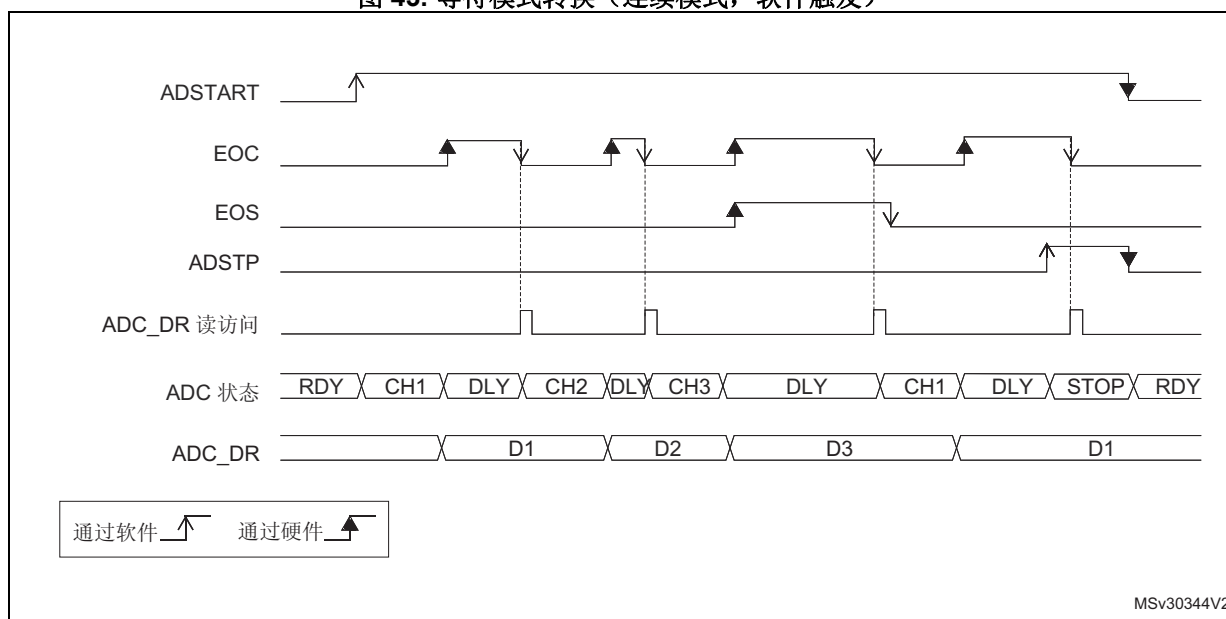 图 43. 等待模式转换（连续模式，软件触发）
ADSTART
EOC
EOS
ADSTP
ADC_DR 读访问
ADC 状态 RDY CH1 DLY CH2 DLY CH3 DLY CH1 DLY STOP RDY
ADC_DR D1 D2 D3 D1
通过软件 通过硬件
MSv30344V2